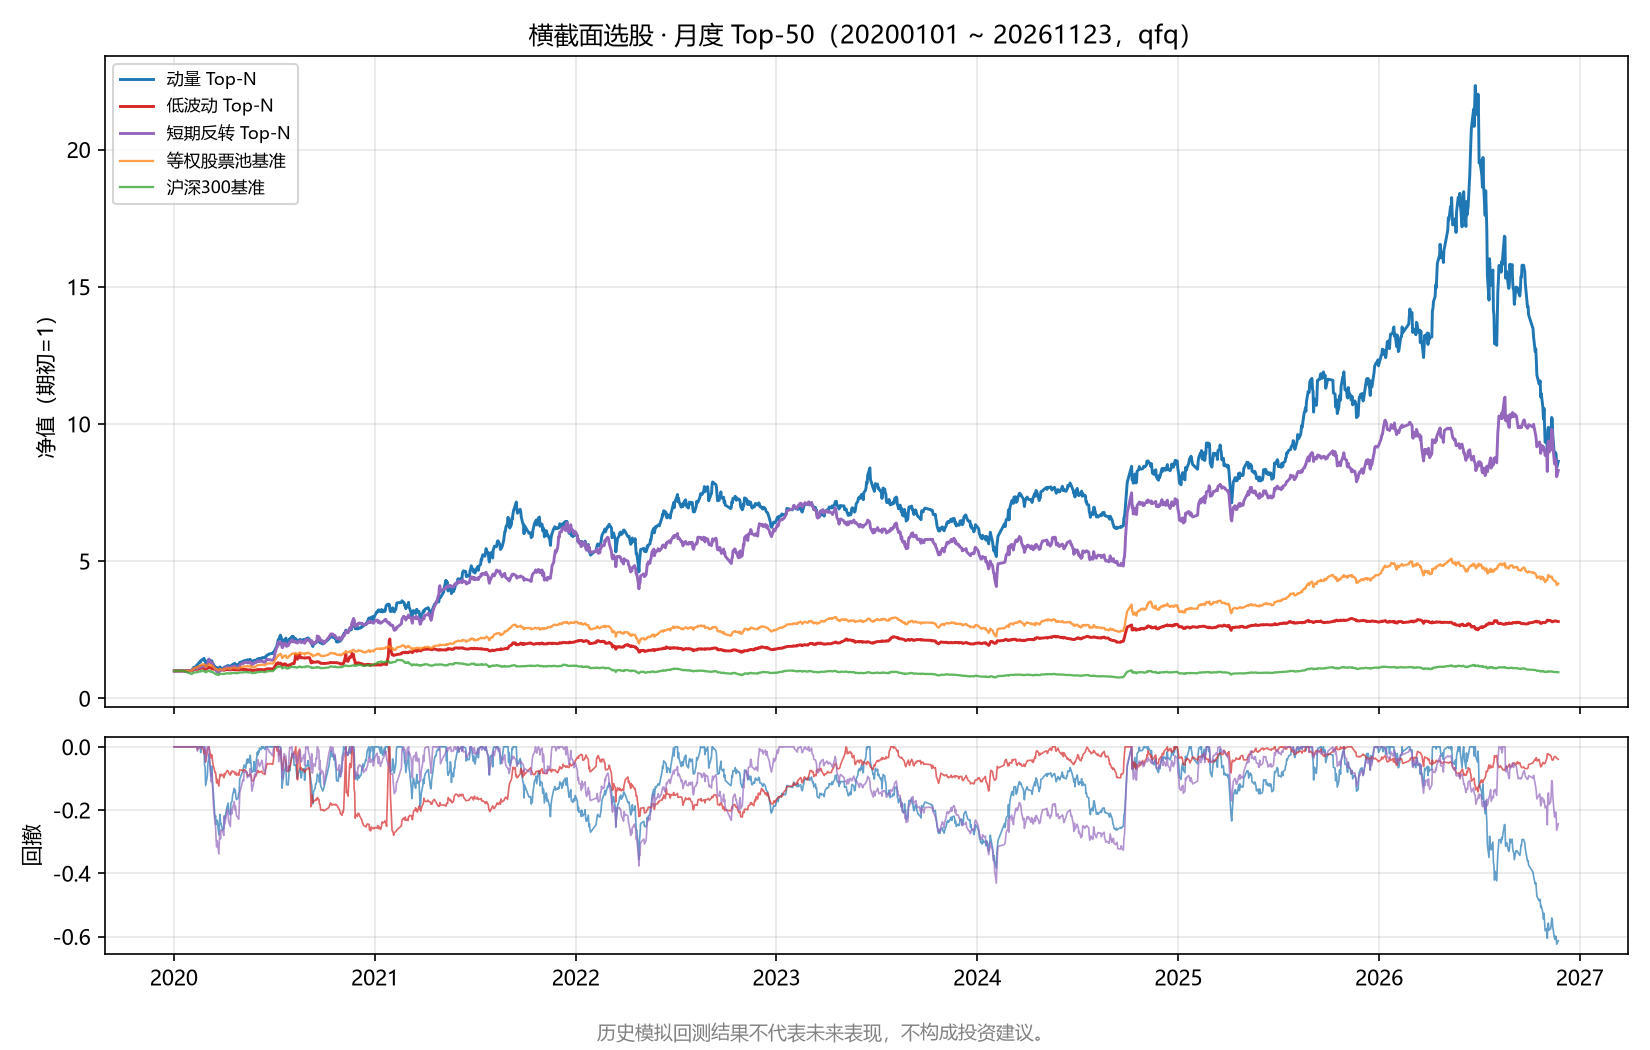 横截面选股 · 月度 Top-50（20200101 ~ 20261123，qfq）
动量 Top-N
低波动 Top-N
短期反转 Top-N
等权股票池基准
沪深300基准
净值（期初=1）
20
15
10
5
0
回撤
0.0
-0.2
-0.4
-0.6
2020 2021 2022 2023 2024 2025 2026 2027
历史模拟回测结果不代表未来表现，不构成投资建议。